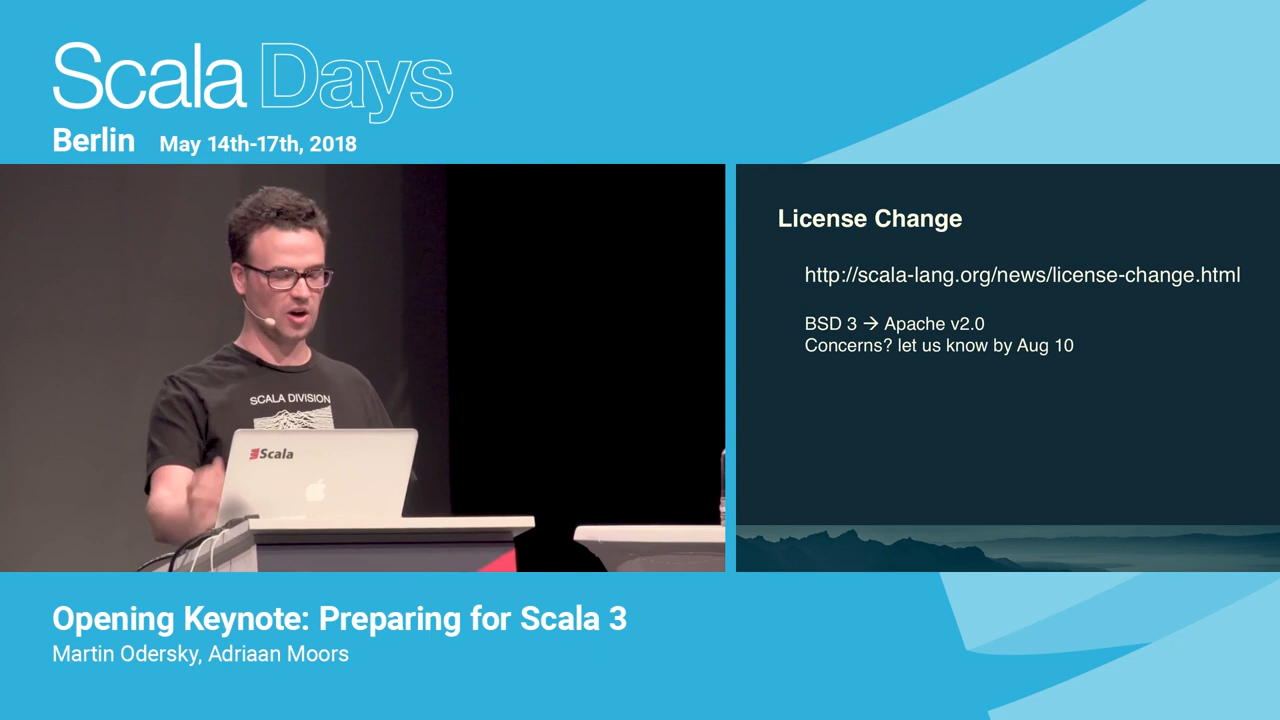 Scala Days
Berlin May 14th-17th, 2018
SCALA DIVISION
Scala
License Change
http://scala-lang.org/news/license-change.html
BSD 3 → Apache v2.0
Concerns? let us know by Aug 10
Opening Keynote: Preparing for Scala 3
Martin Odersky, Adriaan Moors